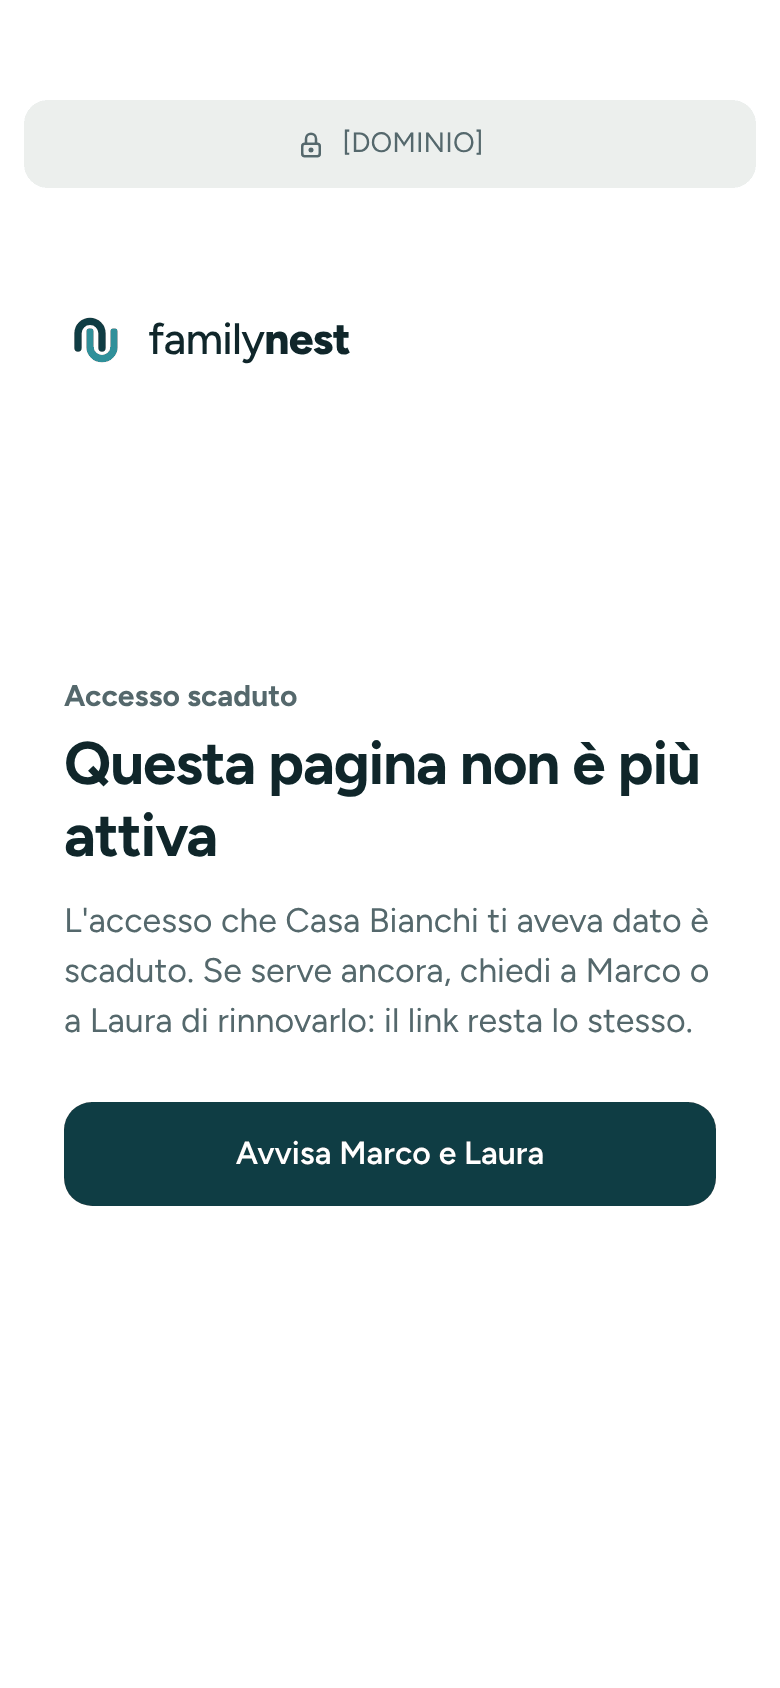 [DOMINIO]
familynest
Accesso scaduto
Questa pagina non è più
attiva
L'accesso che Casa Bianchi ti aveva dato è
scaduto. Se serve ancora, chiedi a Marco o
a Laura di rinnovarlo: il link resta lo stesso.
Avvisa Marco e Laura